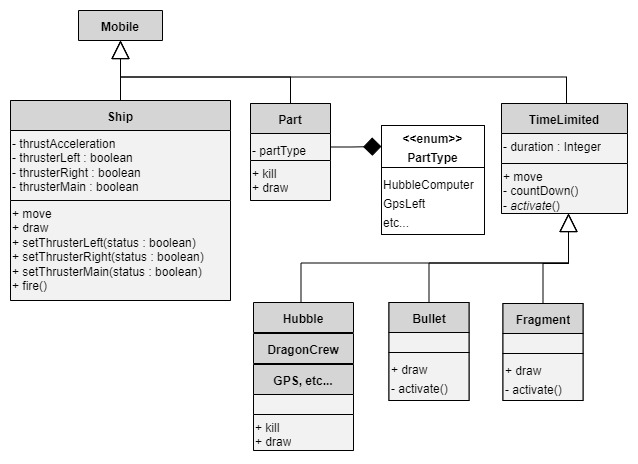 Mobile
Ship
- thrustAcceleration
- thrusterLeft : boolean
- thrusterRight : boolean
- thrusterMain : boolean
+ move
+ draw
+ setThrusterLeft(status : boolean)
+ setThrusterRight(status : boolean)
+ setThrusterMain(status : boolean)
+ fire()
Part
- partType
+ kill
+ draw
<<enum>>
PartType
HubbleComputer
GpsLeft
etc...
TimeLimited
- duration : Integer
+ move
- countDown()
- activate()
Hubble
DragonCrew
GPS, etc...
+ kill
+ draw
Bullet
+ draw
- activate()
Fragment
+ draw
- activate()